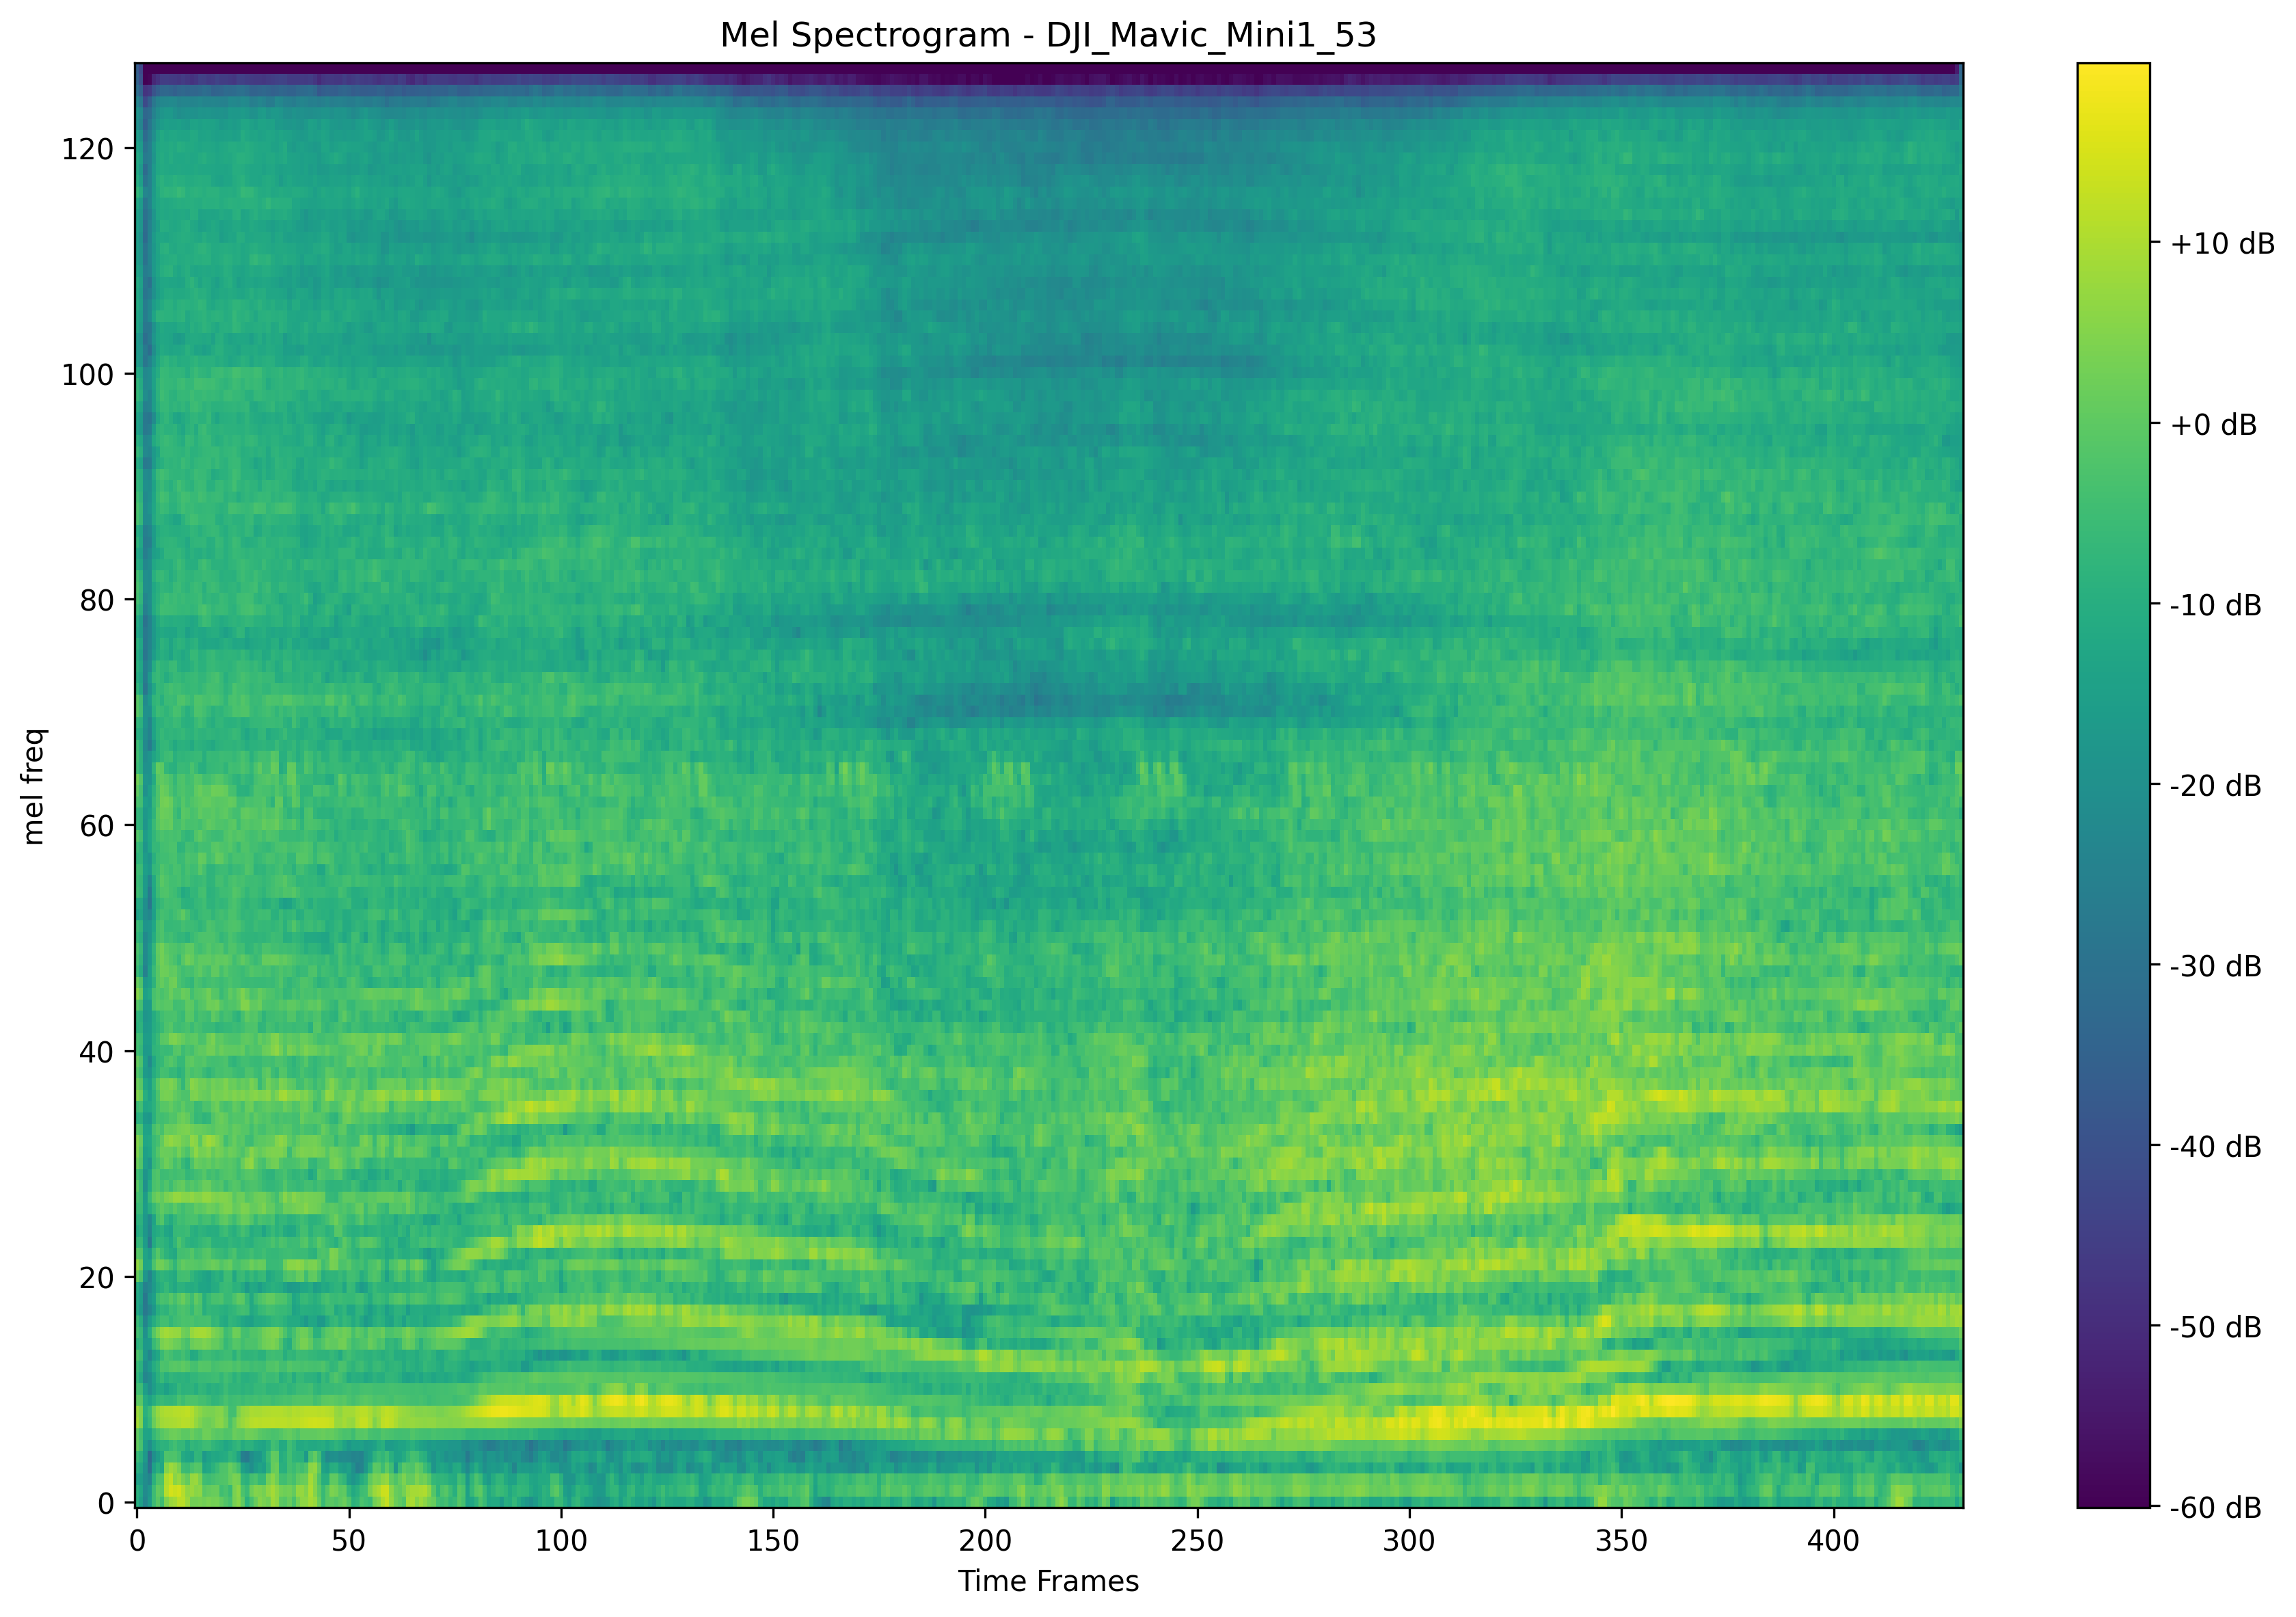 Mel Spectrogram - DJI_Mavic_Mini1_53
mel freq
120
100
80
60
40
20
0
0 50 100 150 200 250 300 350 400
Time Frames
+10 dB
+0 dB
-10 dB
-20 dB
-30 dB
-40 dB
-50 dB
-60 dB